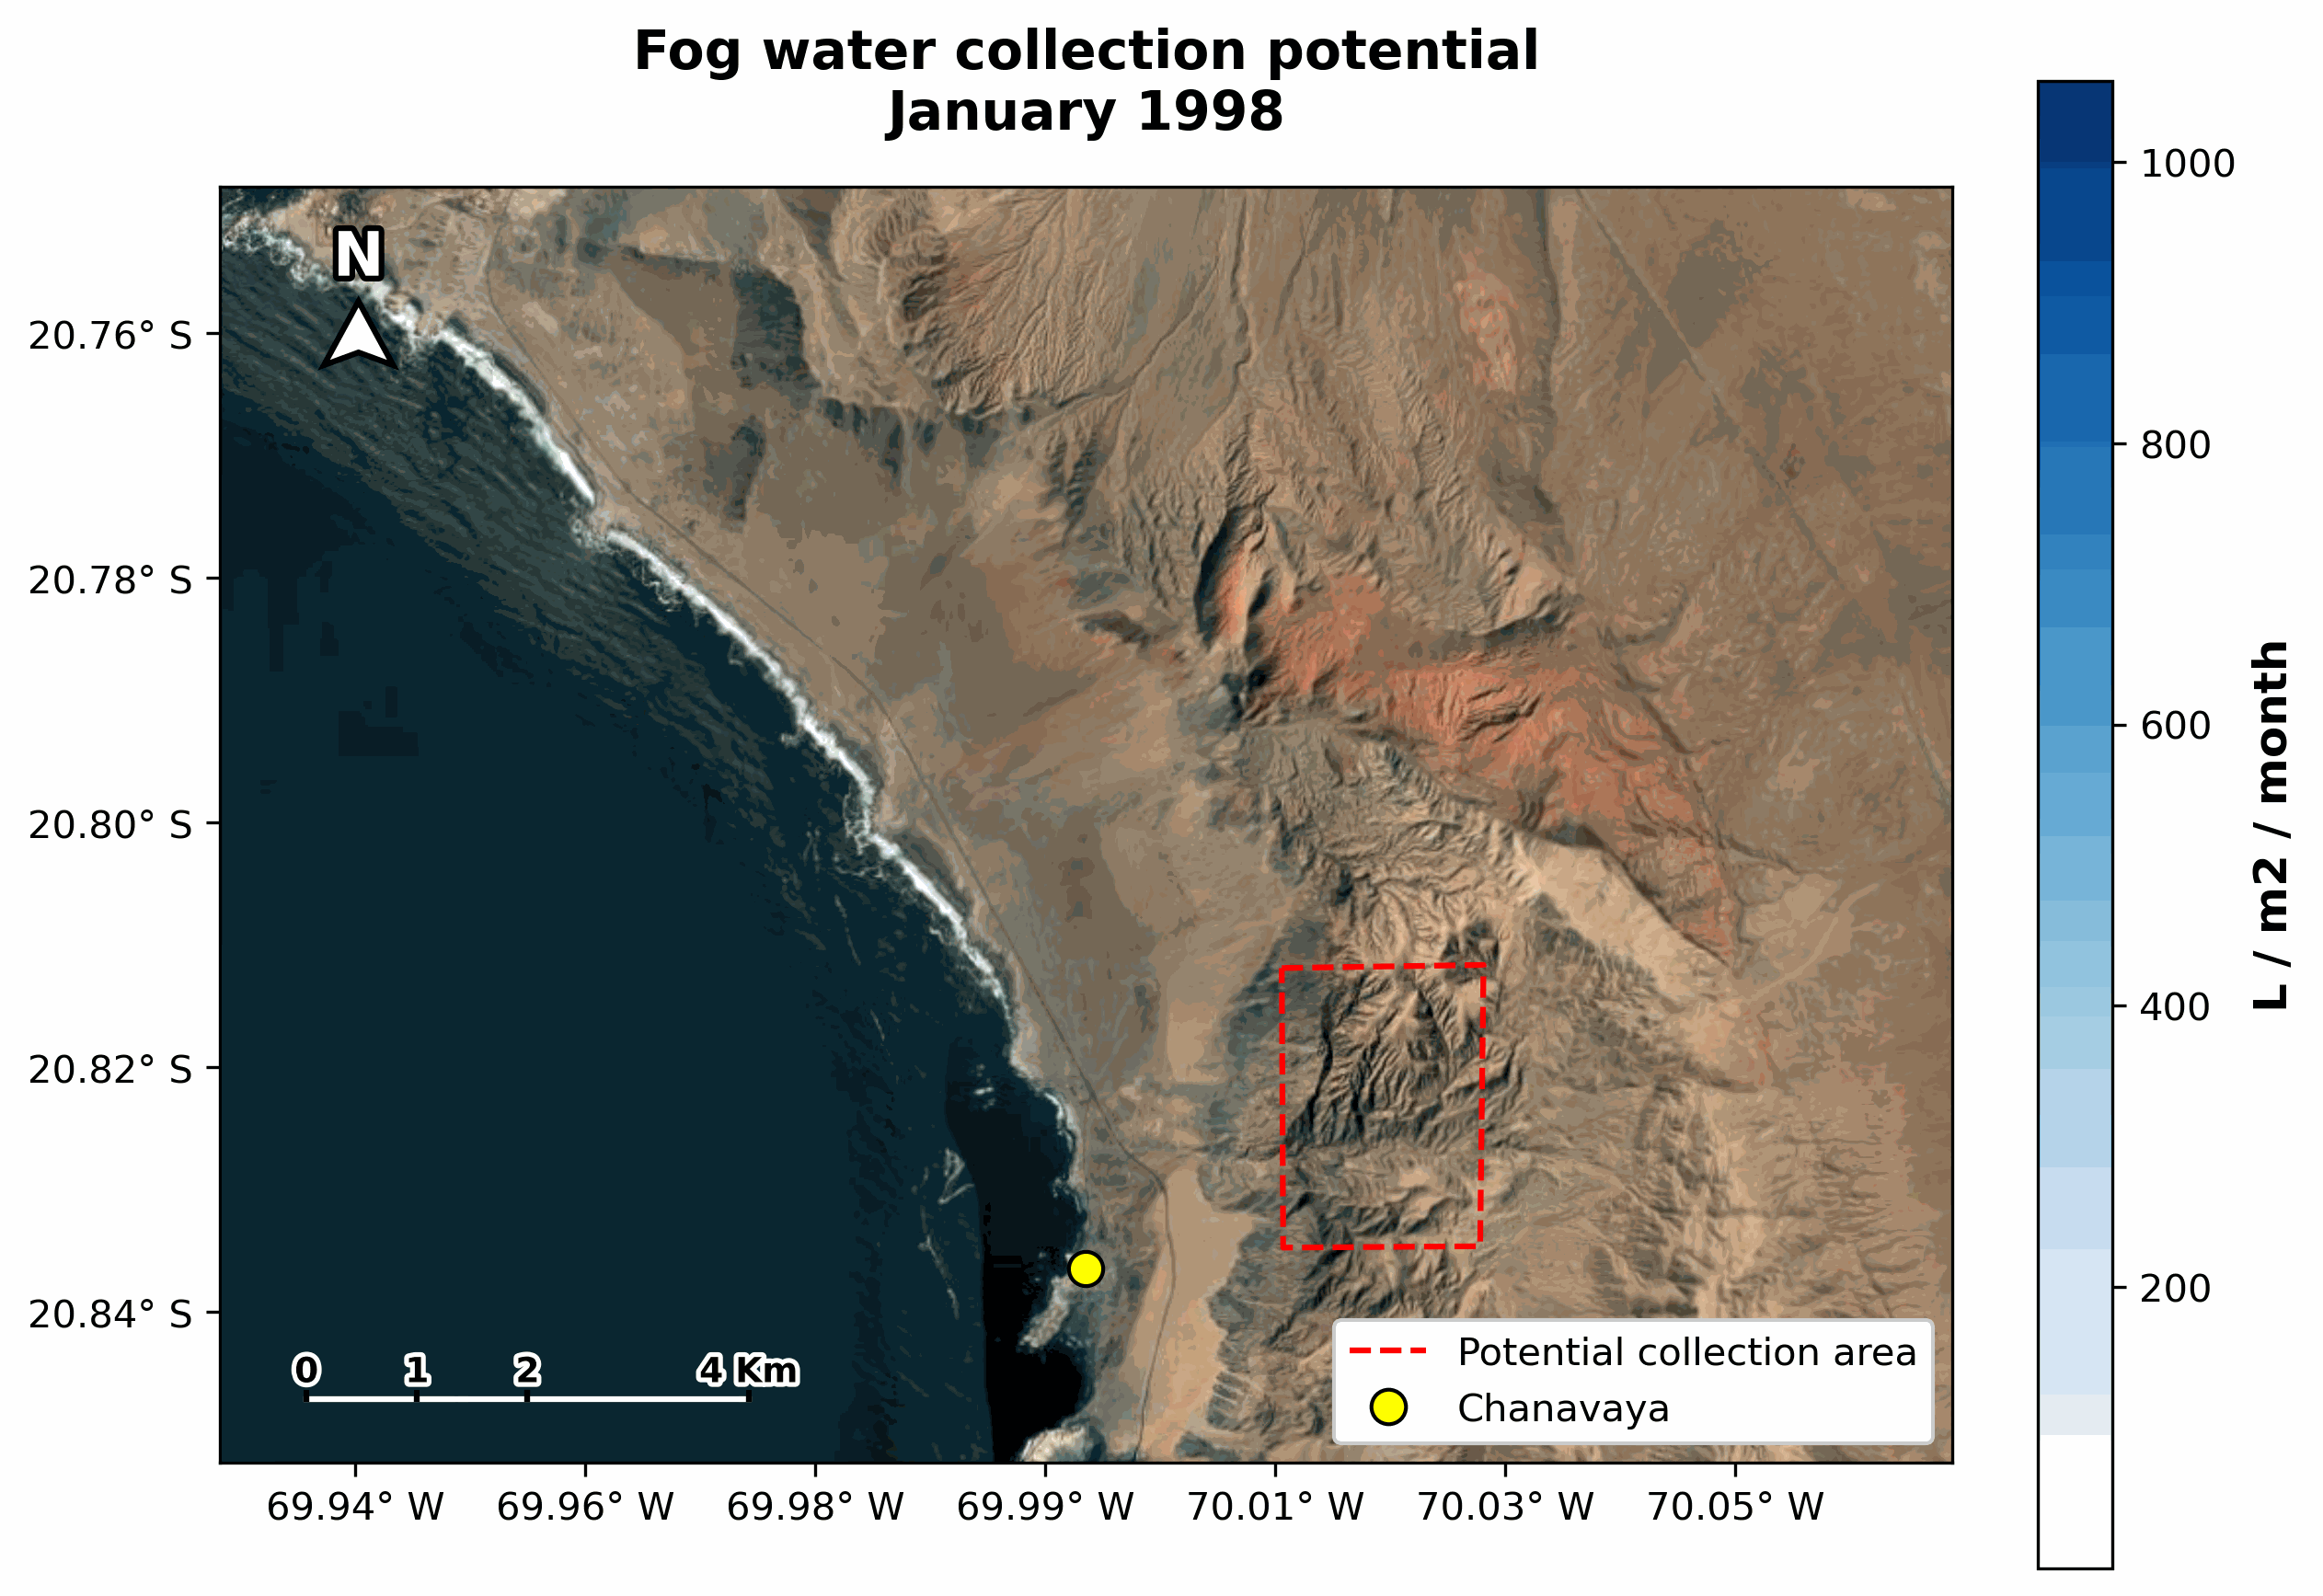 Fog water collection potential
January 1998
N
20.76° S
20.78° S
20.80° S
20.82° S
20.84° S
0 1 2 4 Km
69.94° W 69.96° W 69.98° W 69.99° W 70.01° W 70.03° W 70.05° W
Potential collection area
Chanavaya
1000
800
600
400
200
L / m2 / month